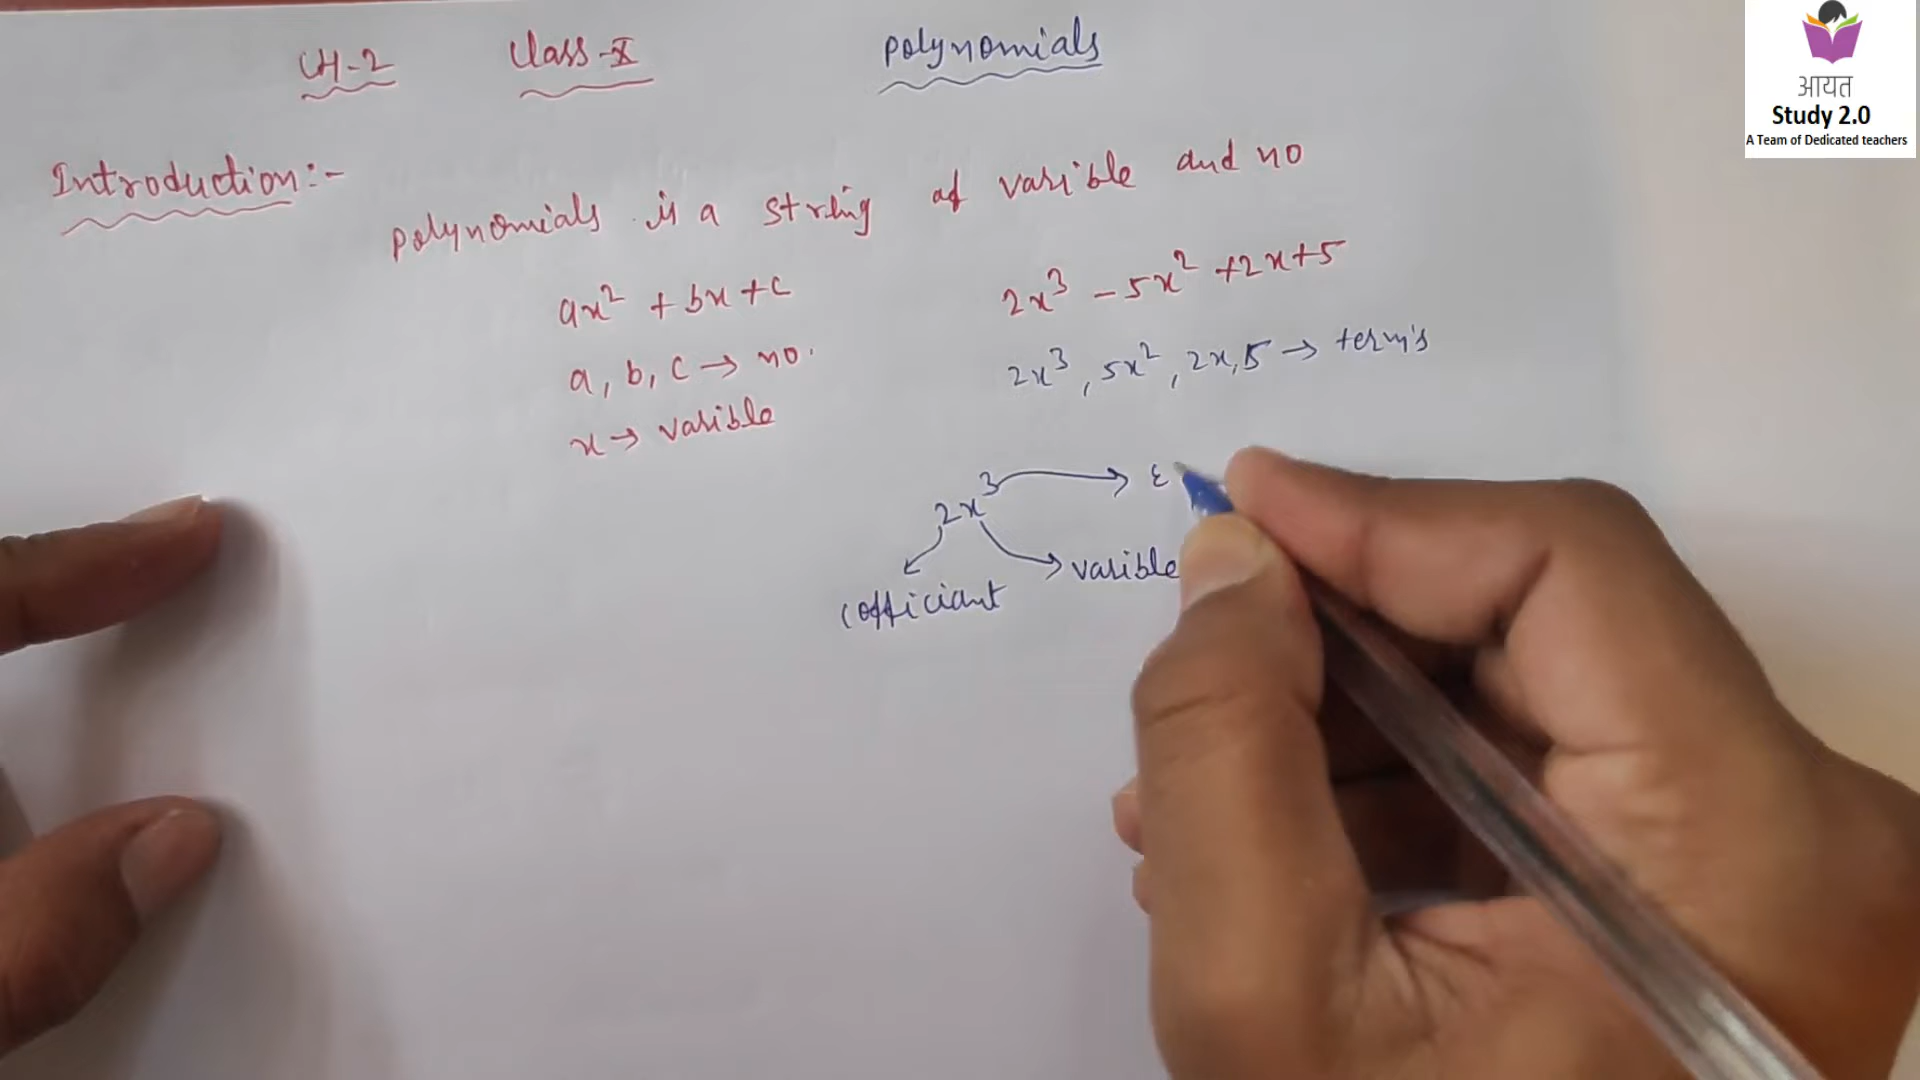 CH-2 Class-X Polynomials
Introduction:-
Polynomials is a string of varible and no
ax² + bx + c 2x³ - 5x² + 2x + 5
a, b, c → no. 2x³, 5x², 2x, 5 → term's
x → varible
2x³ → E
→ varible
Cofficiant
आयत
Study 2.0
A Team of Dedicated teachers